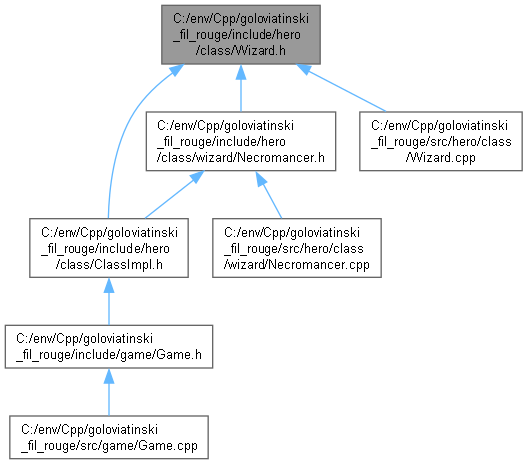 C:/env/Cpp/goloviatinski
_fil_rouge/include/hero
/class/Wizard.h
C:/env/Cpp/goloviatinski
_fil_rouge/include/hero
/class/wizard/Necromancer.h
C:/env/Cpp/goloviatinski
_fil_rouge/src/hero/class
/Wizard.cpp
C:/env/Cpp/goloviatinski
_fil_rouge/include/hero
/class/ClassImpl.h
C:/env/Cpp/goloviatinski
_fil_rouge/src/hero/class
/wizard/Necromancer.cpp
C:/env/Cpp/goloviatinski
_fil_rouge/include/game/Game.h
C:/env/Cpp/goloviatinski
_fil_rouge/src/game/Game.cpp